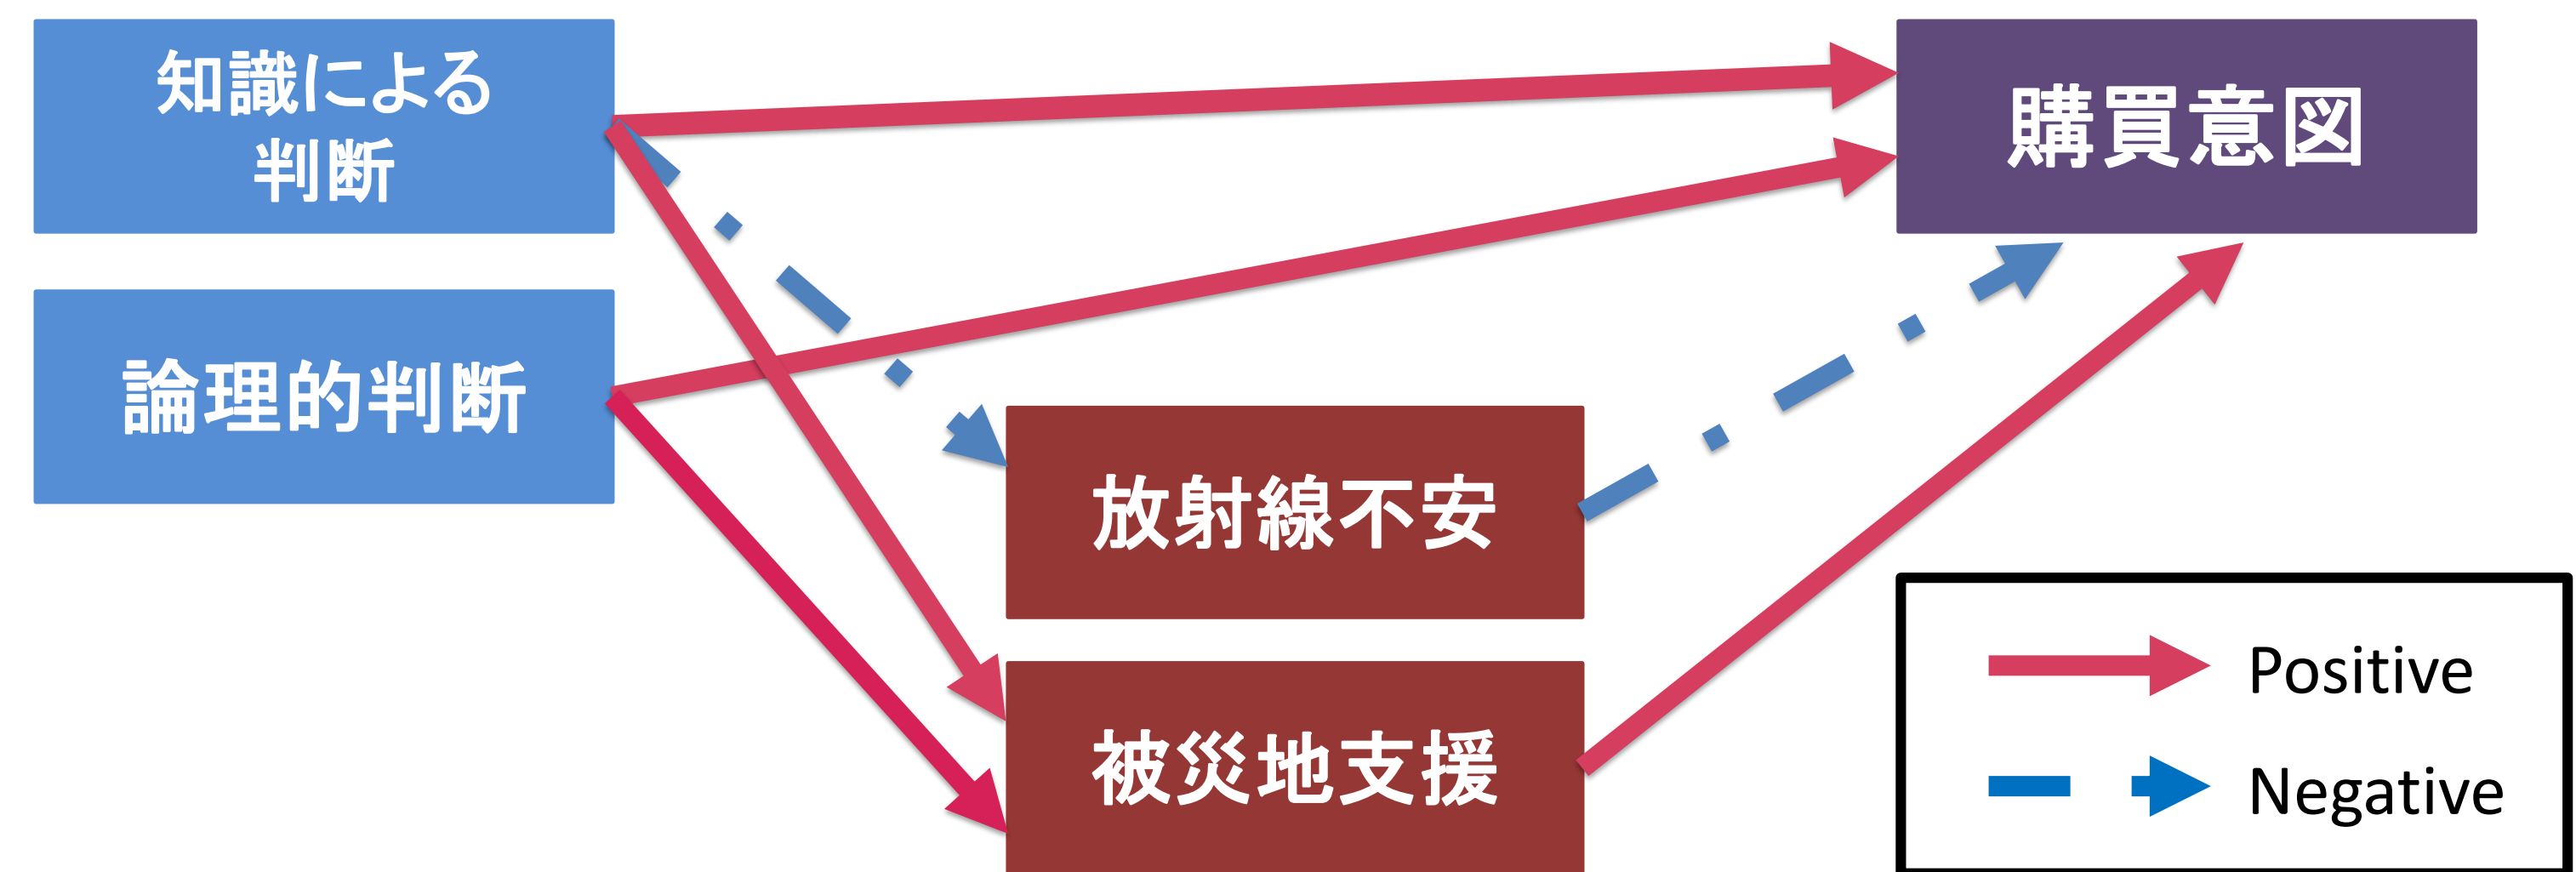 知識による
判断
購買意図
論理的判断
放射線不安
被災地支援
Positive
Negative